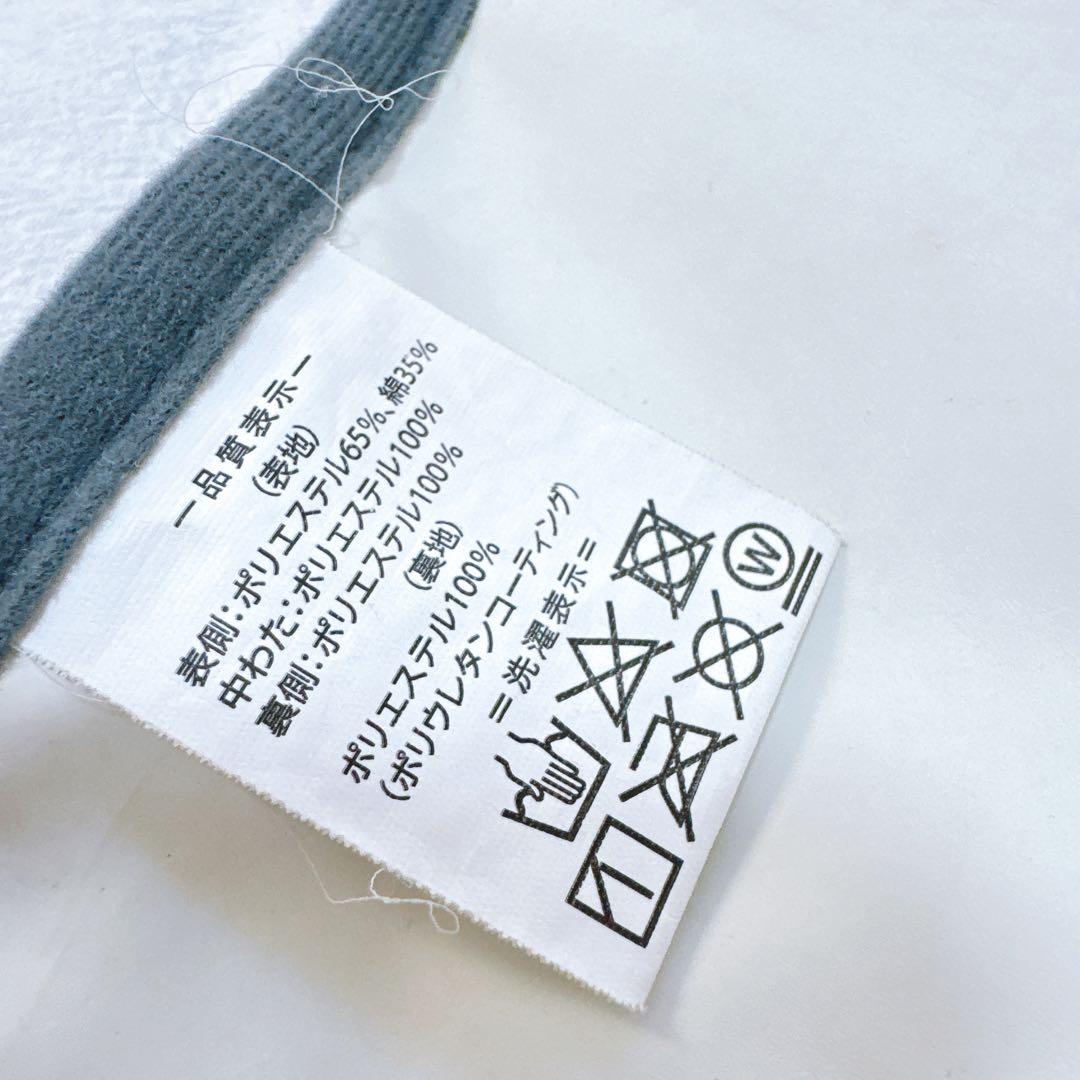 ー品質表示ー
(表地)
表側:ポリエステル65%、綿35%
中わた:ポリエステル100%
裏側:ポリエステル100%
(裏地)
ポリエステル100%
(ポリウレタンコーティング)
=洗濯表示=
W